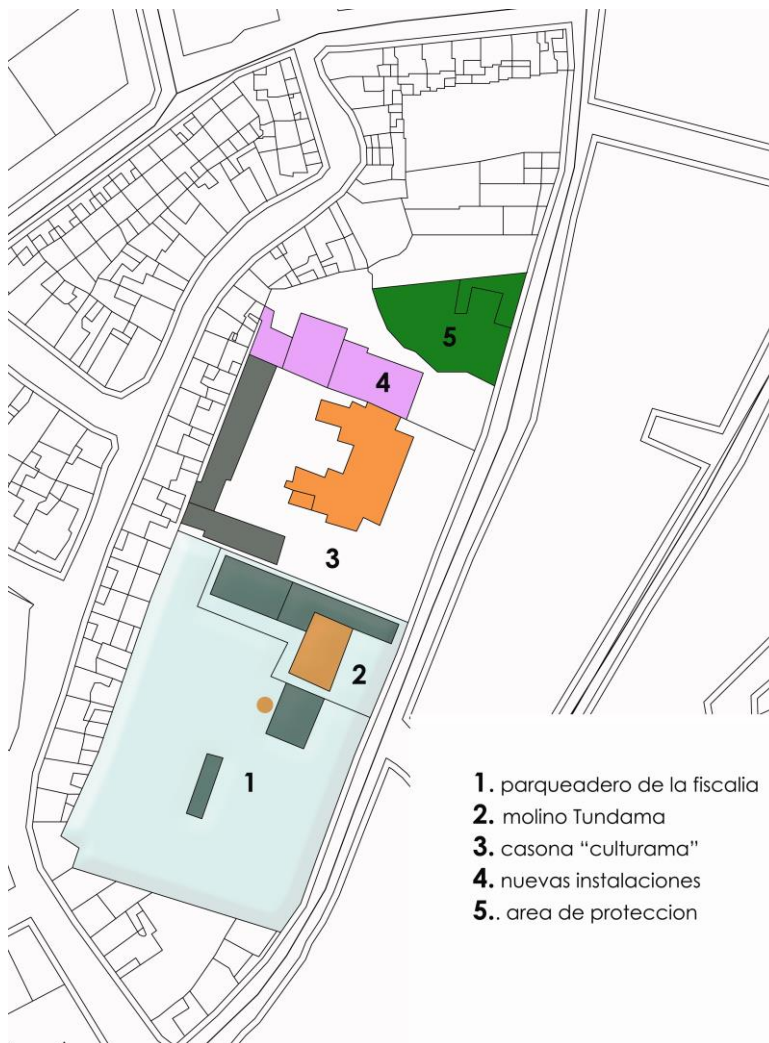 5
4
3
2
1
1. parqueadero de la fiscalia
2. molino Tundama
3. casona “culturama”
4. nuevas instalaciones
5.. area de proteccion